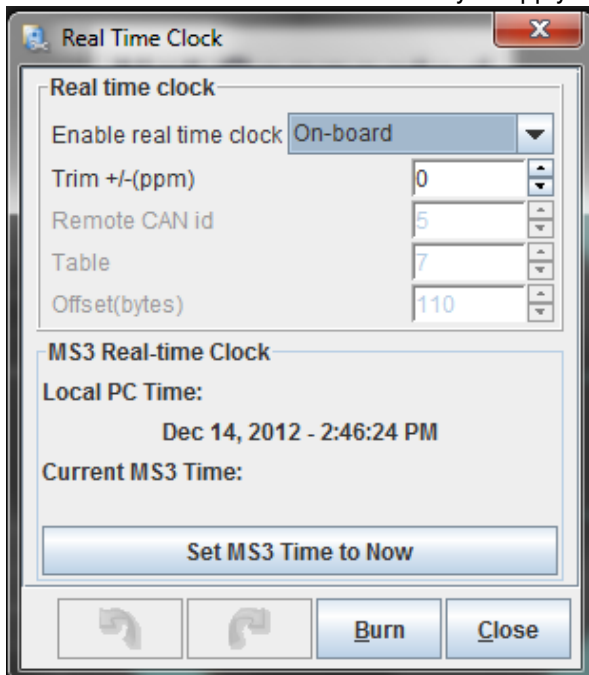 Real Time Clock
Real time clock
Enable real time clock On-board
Trim +/-(ppm) 0
Remote CAN id 5
Table 7
Offset(bytes) 110
MS3 Real-time Clock
Local PC Time:
Dec 14, 2012 - 2:46:24 PM
Current MS3 Time:
Set MS3 Time to Now
Burn Close